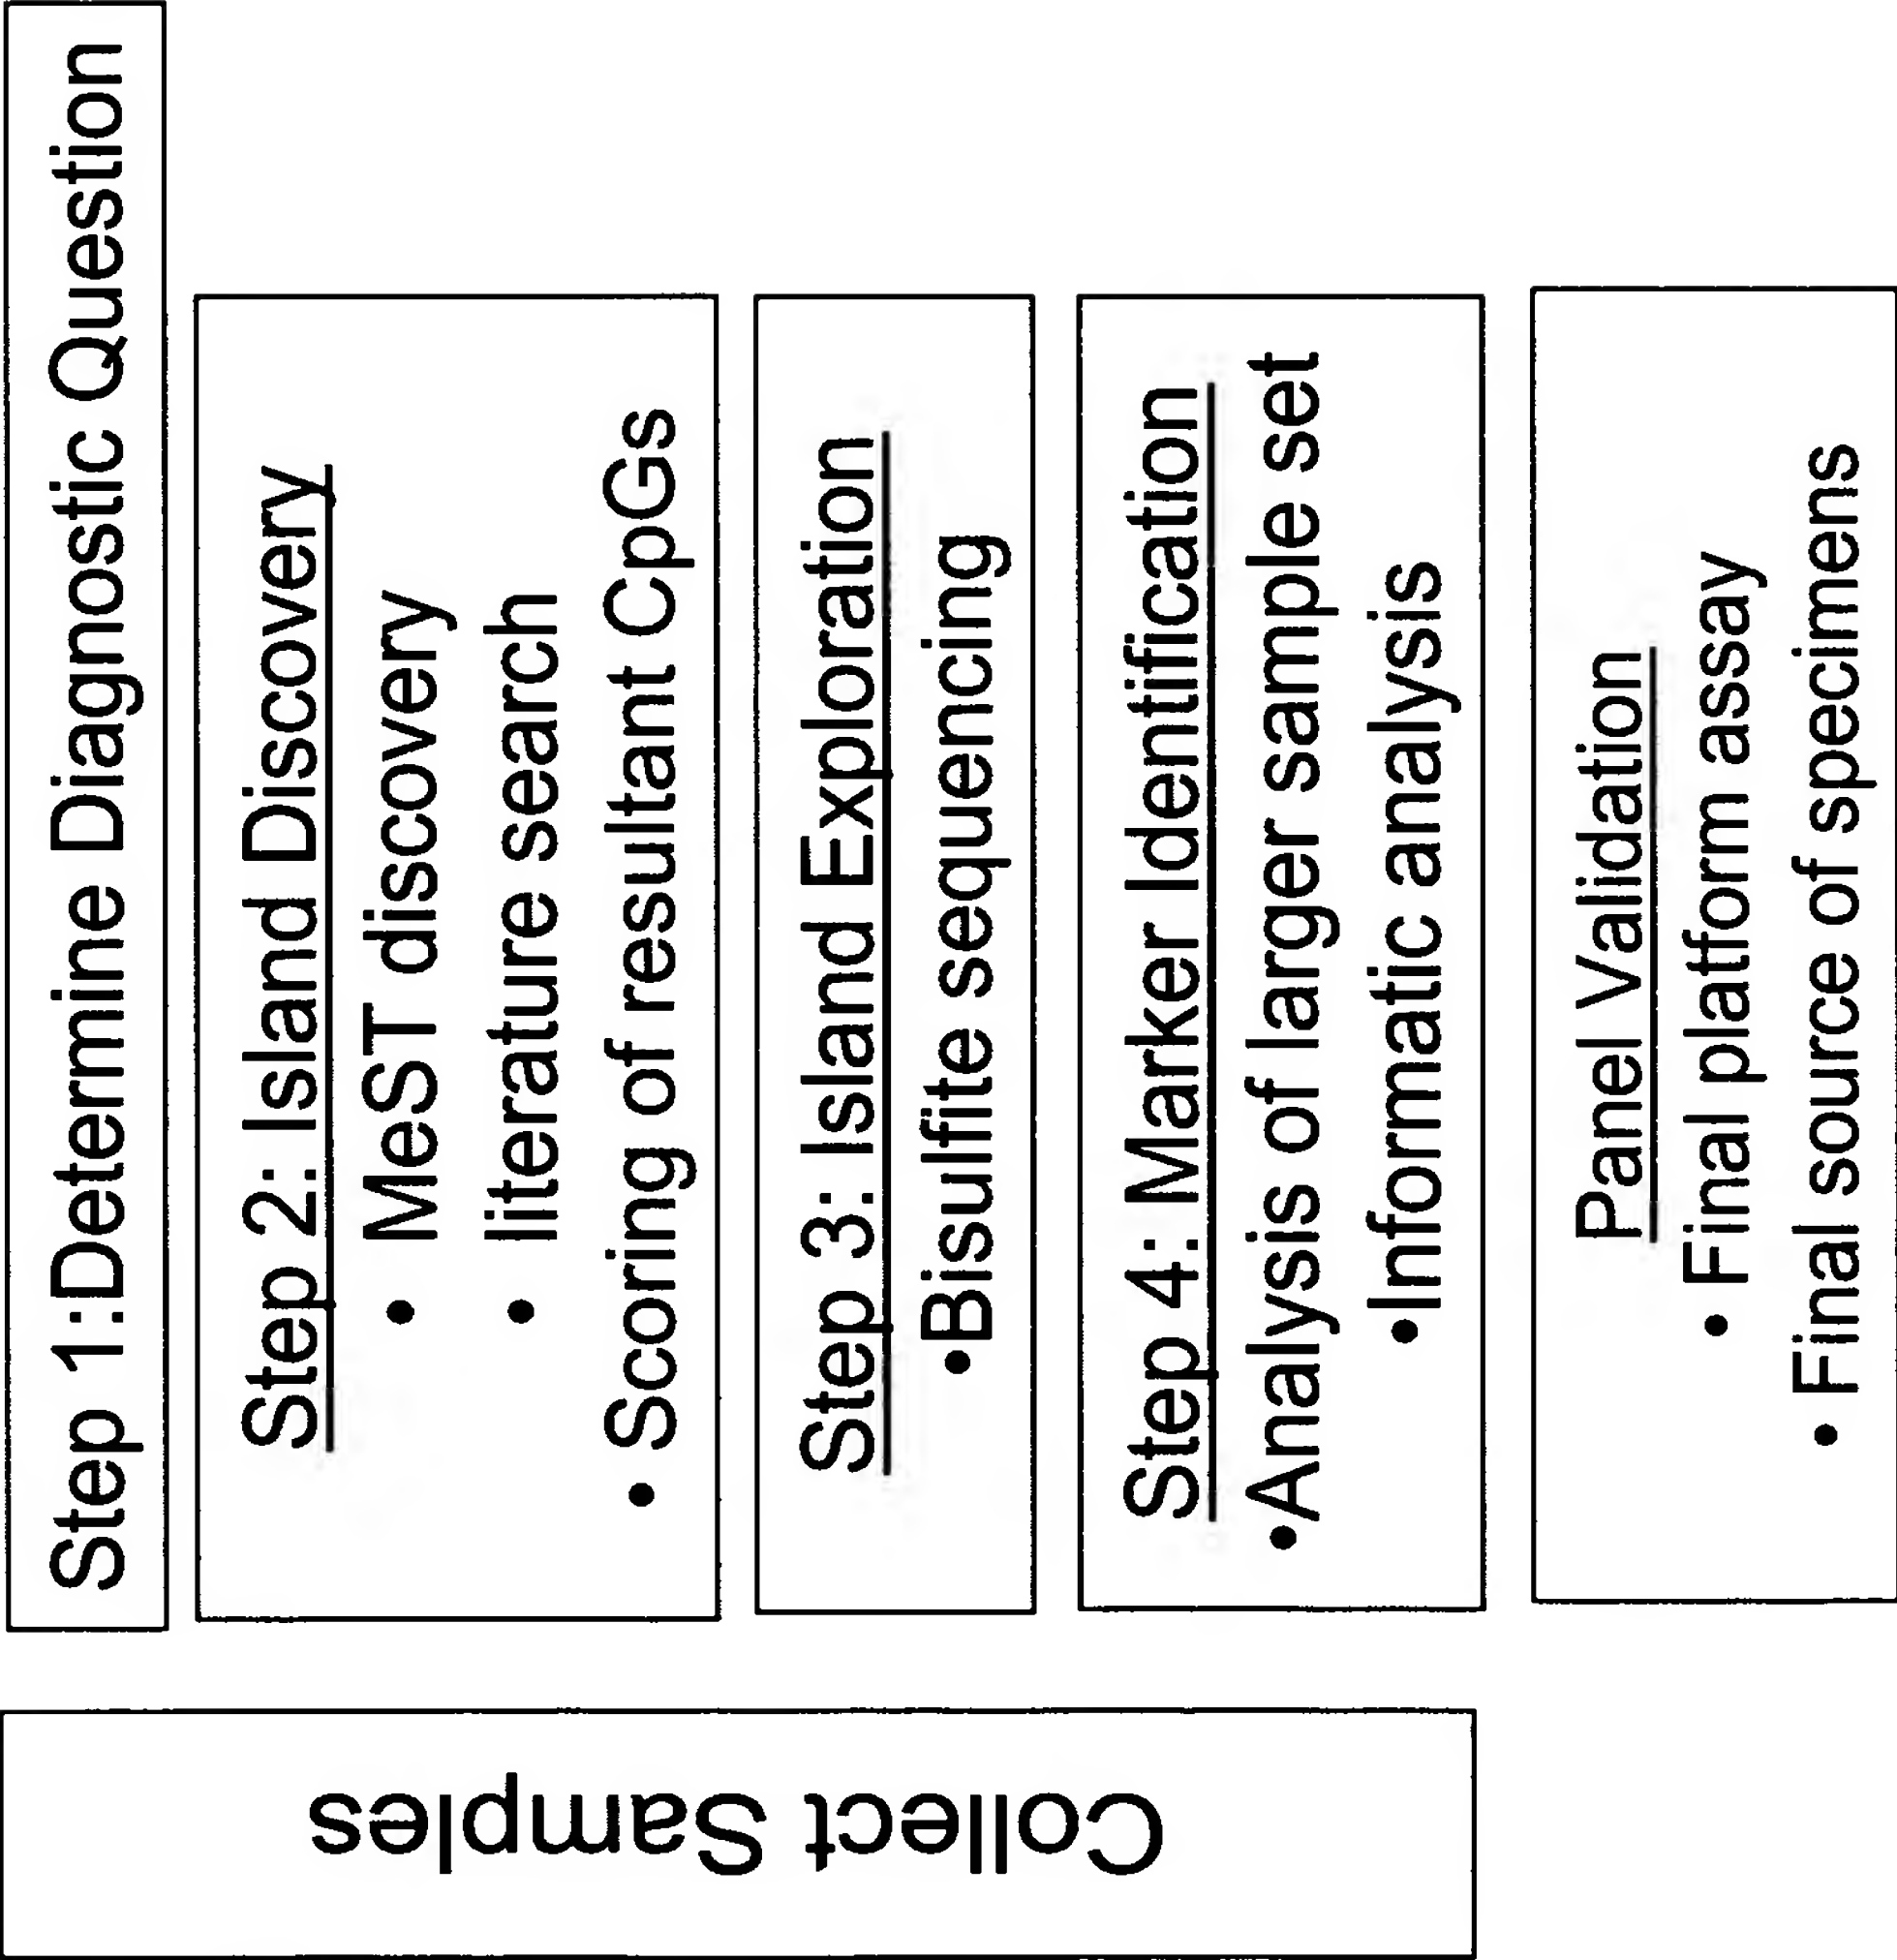 Step 1:Determine Diagnostic Question
Step 2: Island Discovery
• MeST discovery
• literature search
• Scoring of resultant CpGs
Step 3: Island Exploration
•Bisulfite sequencing
Step 4: Marker Identification
•Analysis of larger sample set
•Informatic analysis
Panel Validation
• Final platform assay
• Final source of specimens
Collect Samples